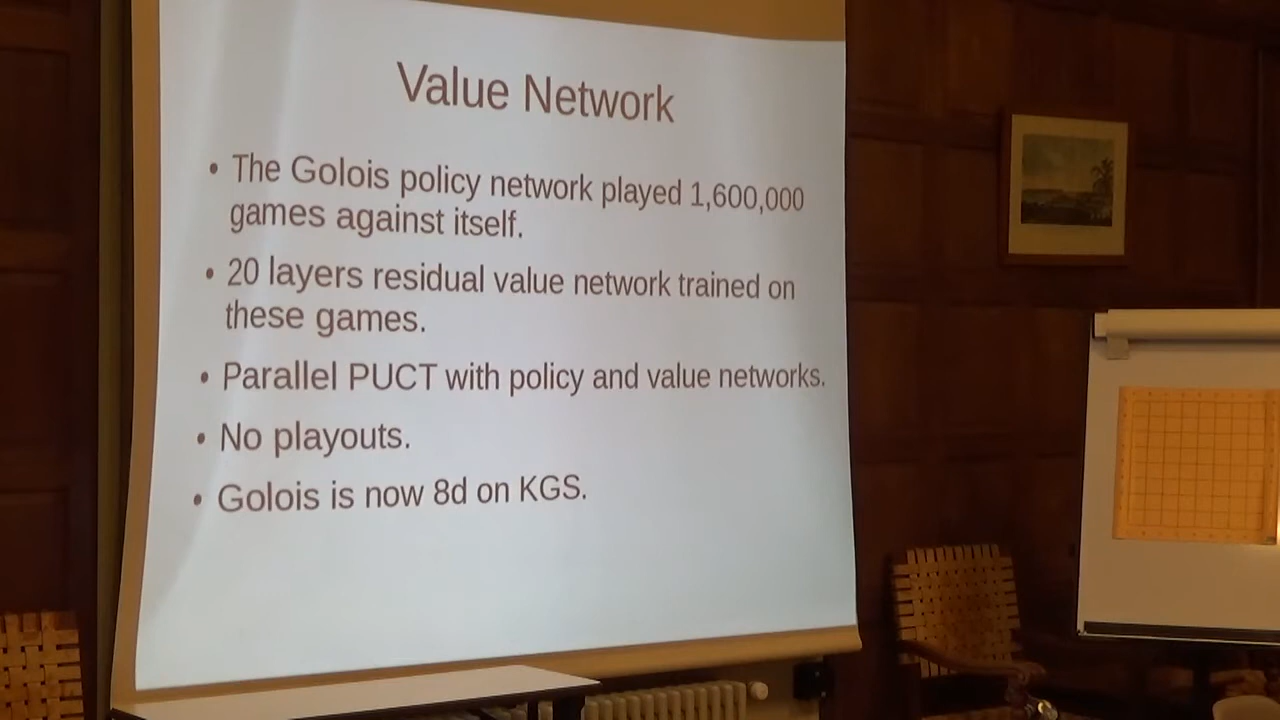 Value Network
• The Golois policy network played 1,600,000
games against itself.
• 20 layers residual value network trained on
these games.
• Parallel PUCT with policy and value networks.
• No playouts.
• Golois is now 8d on KGS.